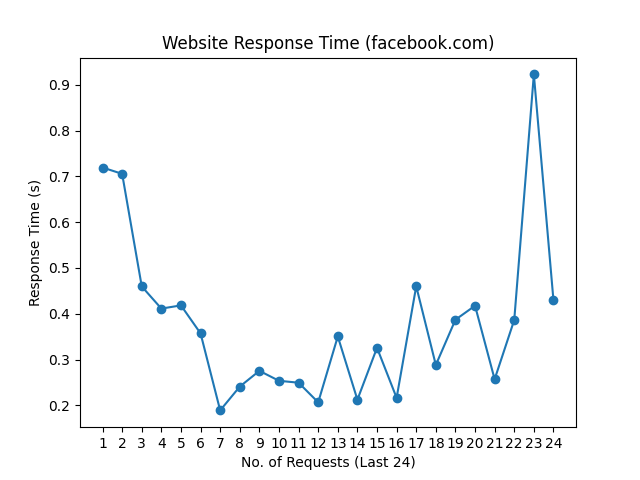 Website Response Time (facebook.com)
0.9
0.8
0.7
0.6
0.5
0.4
0.3
0.2
Response Time (s)
1 2 3 4 5 6 7 8 9 10 11 12 13 14 15 16 17 18 19 20 21 22 23 24
No. of Requests (Last 24)